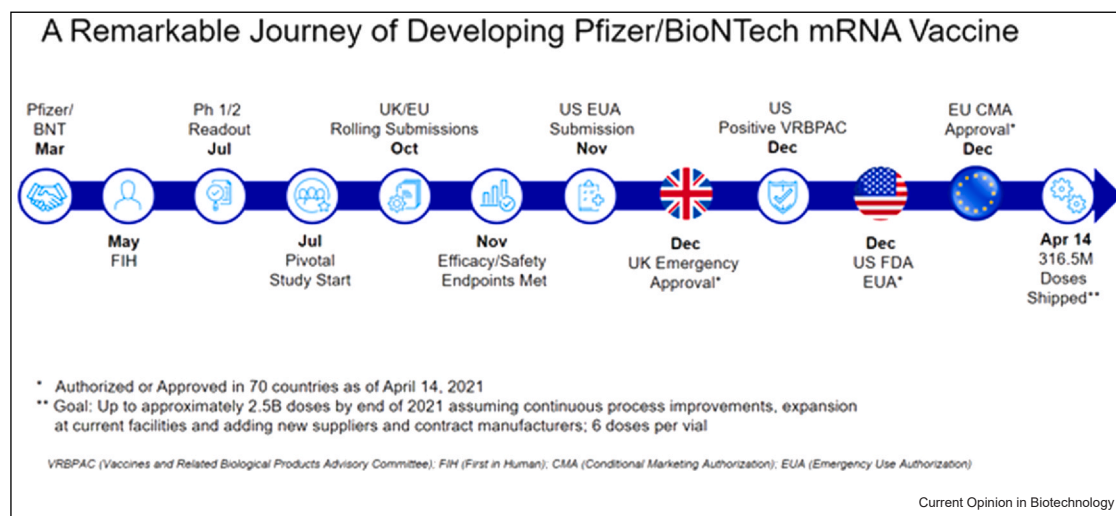 A Remarkable Journey of Developing Pfizer/BioNTech mRNA Vaccine
Pfizer/
BNT
Mar
May
FIH
Ph 1/2
Readout
Jul
Jul
Pivotal
Study Start
UK/EU
Rolling Submissions
Oct
Nov
Efficacy/Safety
Endpoints Met
US EUA
Submission
Nov
Dec
UK Emergency
Approval*
US
Positive VRBPAC
Dec
Dec
US FDA
EUA*
EU CMA
Approval*
Dec
Apr 14
316.5M
Doses
Shipped**
* Authorized or Approved in 70 countries as of April 14, 2021
** Goal: Up to approximately 2.5B doses by end of 2021 assuming continuous process improvements, expansion
at current facilities and adding new suppliers and contract manufacturers; 6 doses per vial
VRBPAC (Vaccines and Related Biological Products Advisory Committee); FIH (First in Human); CMA (Conditional Marketing Authorization); EUA (Emergency Use Authorization)
Current Opinion in Biotechnology